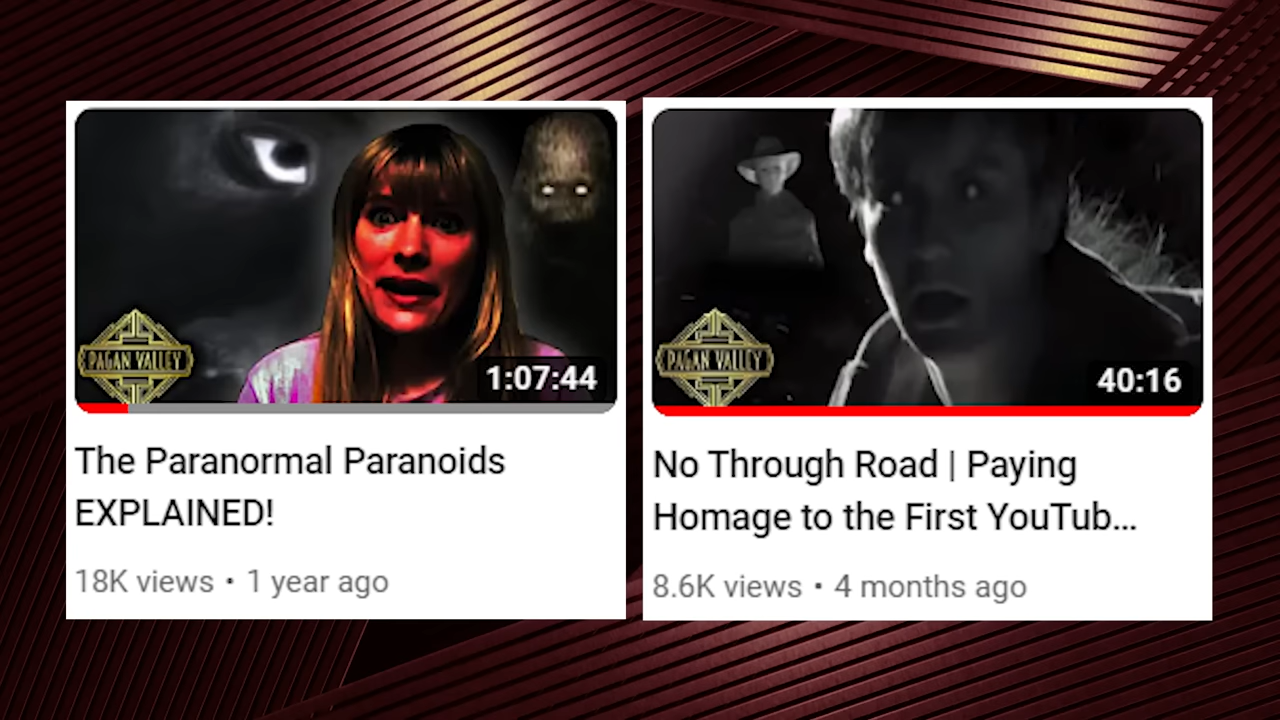 PAGAN VALLEY
1:07:44
The Paranormal Paranoids
EXPLAINED!
18K views • 1 year ago
PAGAN VALLEY
40:16
No Through Road | Paying
Homage to the First YouTub...
8.6K views • 4 months ago